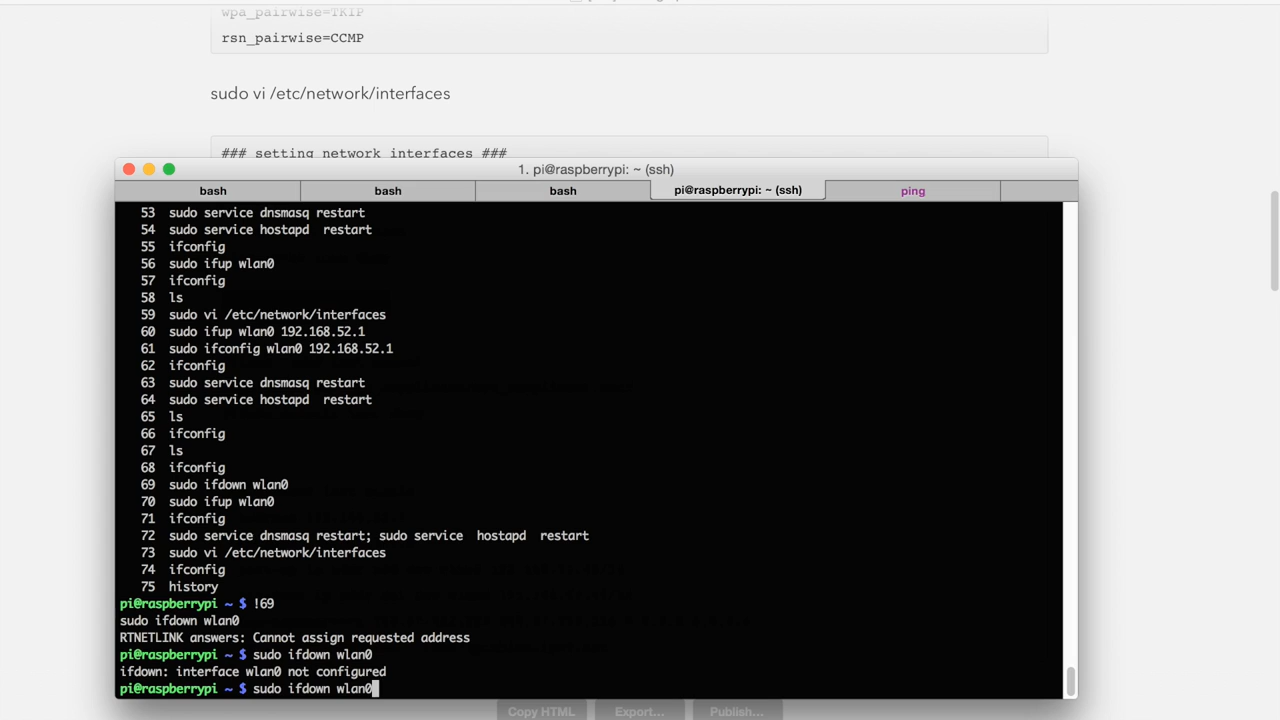 wpa_pairwise=TKIP
rsn_pairwise=CCMP
sudo vi /etc/network/interfaces
### setting network interfaces ###
1. pi@raspberrypi: ~ (ssh)
bash bash bash pi@raspberrypi: ~ (ssh) ping
53 sudo service dnsmasq restart
54 sudo service hostapd  restart
55 ifconfig
56 sudo ifup wlan0
57 ifconfig
58 ls
59 sudo vi /etc/network/interfaces
60 sudo ifup wlan0 192.168.52.1
61 sudo ifconfig wlan0 192.168.52.1
62 ifconfig
63 sudo service dnsmasq restart
64 sudo service hostapd  restart
65 ls
66 ifconfig
67 ls
68 ifconfig
69 sudo ifdown wlan0
70 sudo ifup wlan0
71 ifconfig
72 sudo service dnsmasq restart; sudo service  hostapd  restart
73 sudo vi /etc/network/interfaces
74 ifconfig
75 history
pi@raspberrypi ~ $ !69
sudo ifdown wlan0
RTNETLINK answers: Cannot assign requested address
pi@raspberrypi ~ $ sudo ifdown wlan0
ifdown: interface wlan0 not configured
pi@raspberrypi ~ $ sudo ifdown wlan0
Copy HTML Export... Publish...